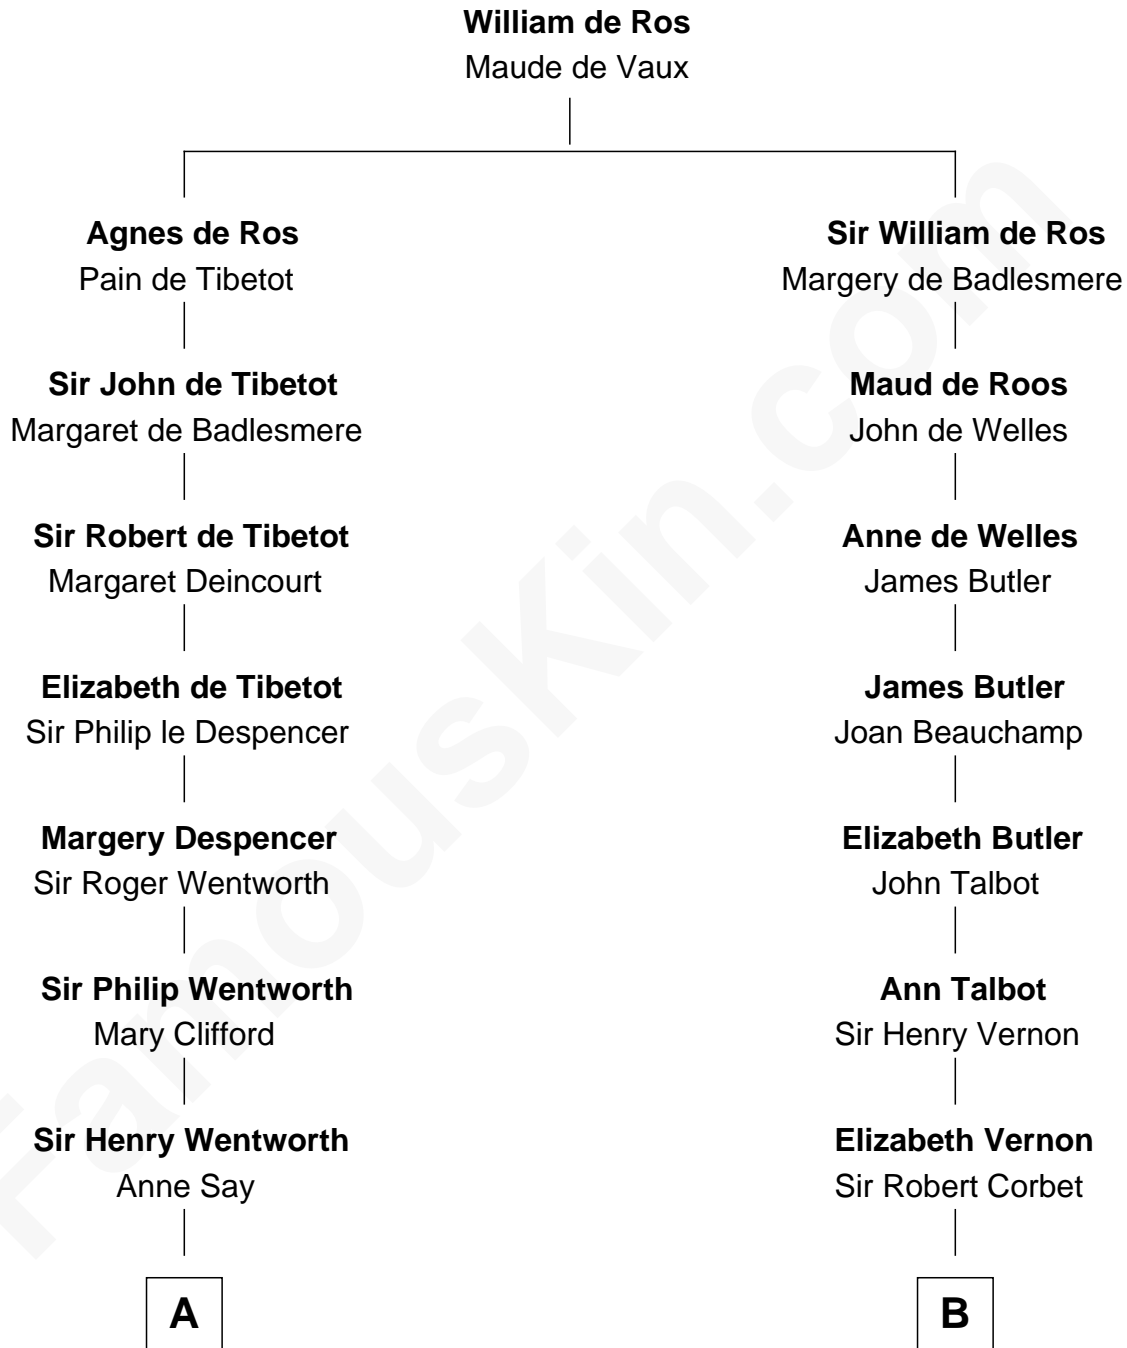 William de Ros
Maude de Vaux
Agnes de Ros
Pain de Tibetot
Sir William de Ros
Margery de Badlesmere
Sir John de Tibetot
Margaret de Badlesmere
Maud de Roos
John de Welles
Sir Robert de Tibetot
Margaret Deincourt
Anne de Welles
James Butler
Elizabeth de Tibetot
Sir Philip le Despencer
James Butler
Joan Beauchamp
Margery Despencer
Sir Roger Wentworth
Elizabeth Butler
John Talbot
Sir Philip Wentworth
Mary Clifford
Ann Talbot
Sir Henry Vernon
Sir Henry Wentworth
Anne Say
Elizabeth Vernon
Sir Robert Corbet
A
B
FamousKin.com